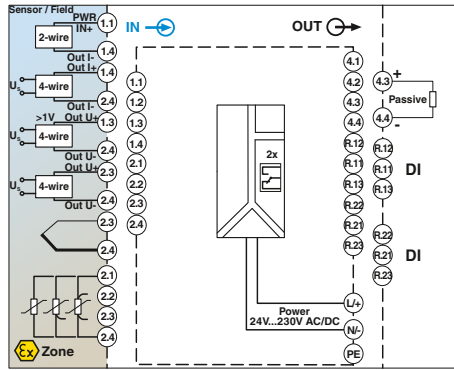 Sensor / Field
PWR
IN+
2-wire
Out I-
Out I+
Us
4-wire
Out I-
>1V
Out U+
Us
4-wire
Out U-
Out U+
Us
4-wire
Out U-
1.1
1.4
2.4
1.3
2.4
2.3
2.4
2.3
2.4
2.1
2.2
2.3
2.4
Ex Zone
IN
OUT
1.1
1.2
1.3
1.4
2.1
2.2
2.3
2.4
2x
Power
24V...230V AC/DC
4.1
4.2
4.3
4.4
R.12
R.11
R.13
R.22
R.21
R.23
L/+
N/-
PE
4.3
+
Passive
4.4
-
R.12
R.11
DI
R.13
R.22
R.21
DI
R.23